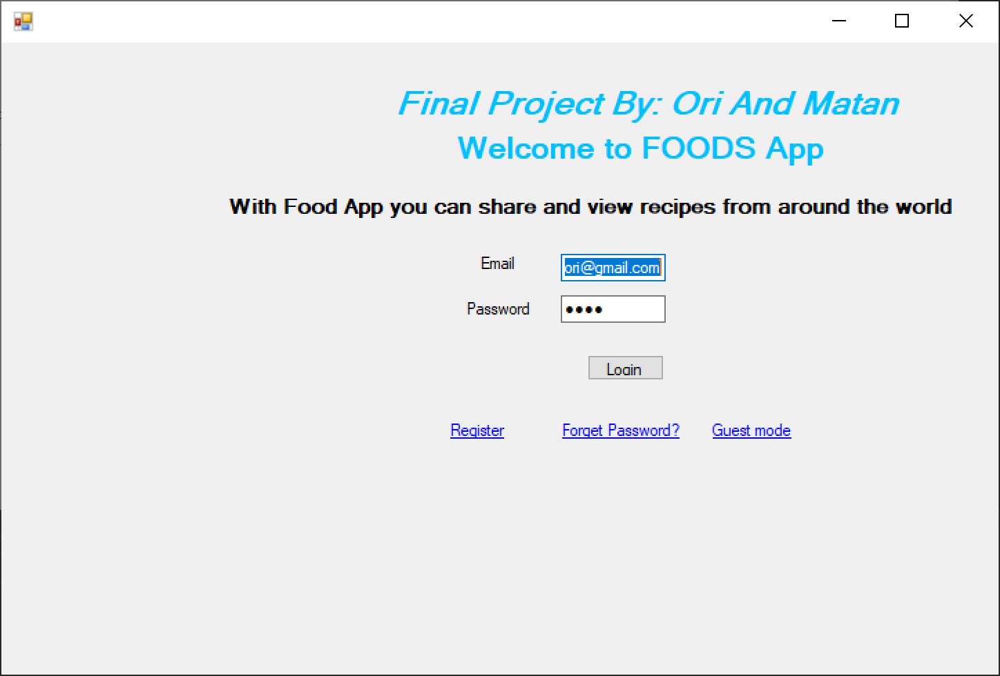 Final Project By: Ori And Matan
Welcome to FOODS App
With Food App you can share and view recipes from around the world
Email ori@gmail.com
Password ••••
Login
Register Forget Password? Guest mode